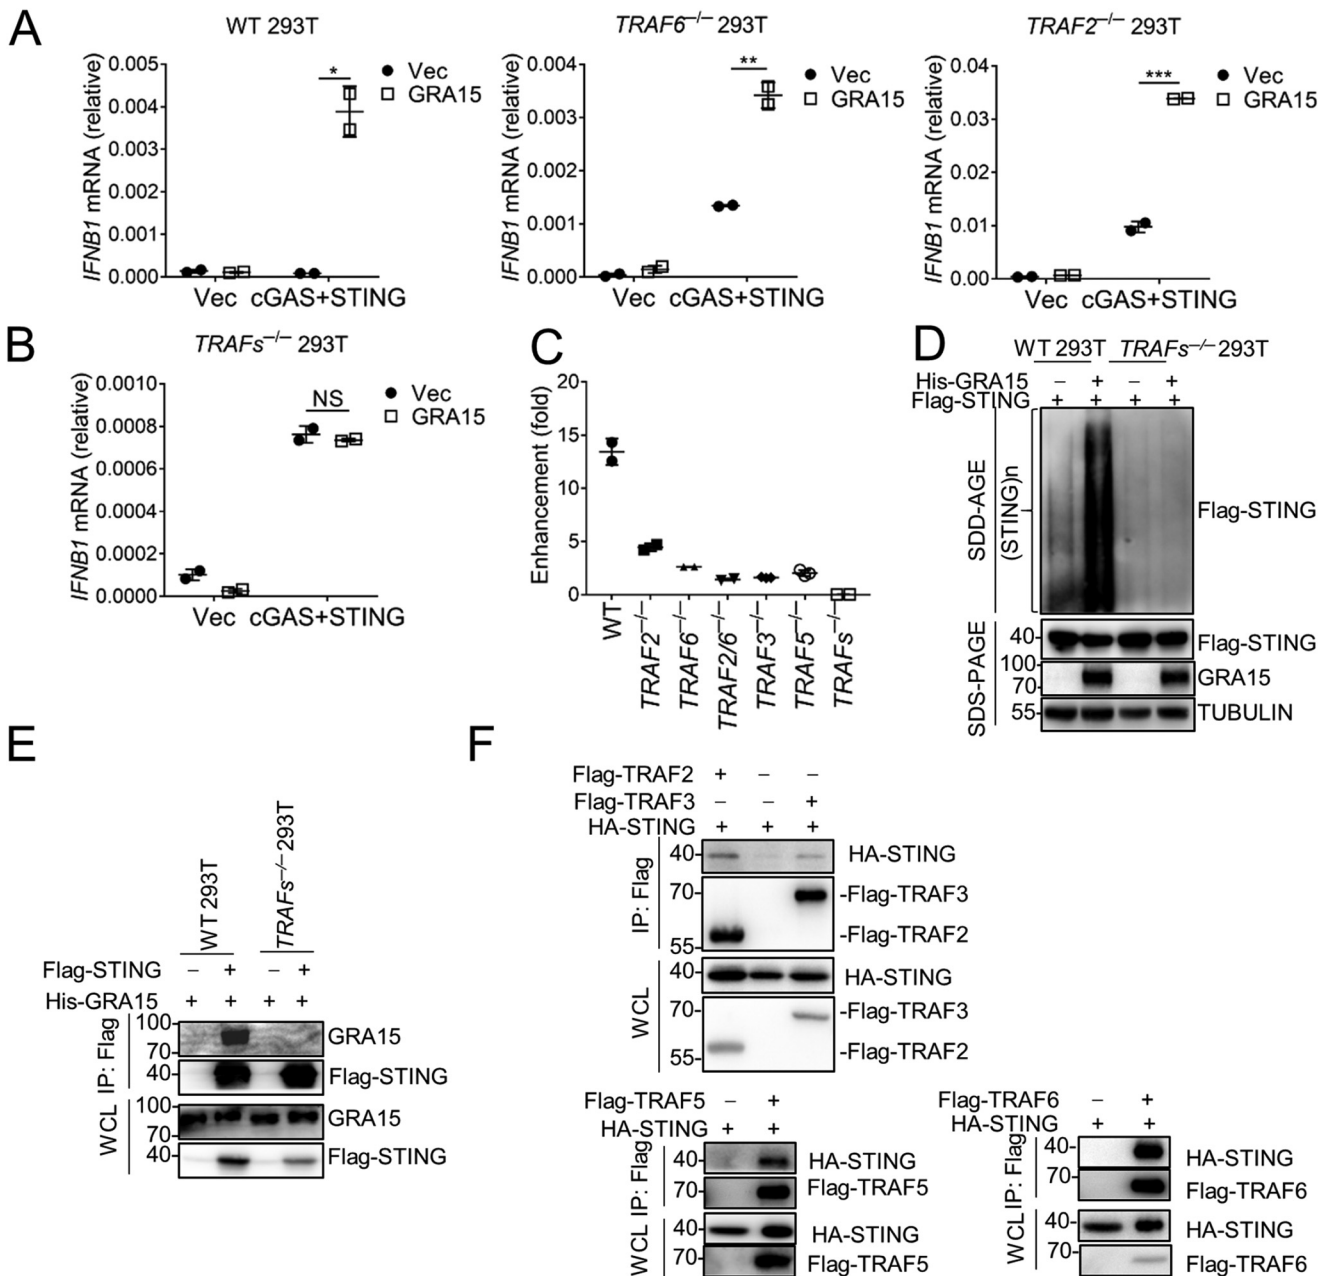 A
WT 293T
IFNB1 mRNA (relative)
0.005
0.004
0.003
0.002
0.001
0.000
*
Vec
GRA15
Vec cGAS+STING
TRAF6–/– 293T
IFNB1 mRNA (relative)
0.004
0.003
0.002
0.001
0.000
**
Vec
GRA15
Vec cGAS+STING
TRAF2–/– 293T
IFNB1 mRNA (relative)
0.04
0.03
0.02
0.01
0.00
***
Vec
GRA15
Vec cGAS+STING
B
TRAFs–/– 293T
IFNB1 mRNA (relative)
0.0010
0.0008
0.0006
0.0004
0.0002
0.0000
NS
Vec
GRA15
Vec cGAS+STING
C
Enhancement (fold)
20
15
10
5
0
WT
TRAF2–/–
TRAF6–/–
TRAF2/6–/–
TRAF3–/–
TRAF5–/–
TRAFs–/–
D
WT 293T TRAFs–/– 293T
His-GRA15 – + – +
Flag-STING + + + +
SDD-AGE
(STING)n
Flag-STING
SDS-PAGE
40- Flag-STING
100-
70- GRA15
55- TUBULIN
E
WT 293T
TRAFs–/– 293T
Flag-STING – + – +
His-GRA15 + + + +
IP: Flag
100-
70-
GRA15
40- Flag-STING
WCL
100-
70-
GRA15
40- Flag-STING
F
Flag-TRAF2 + – –
Flag-TRAF3 – – +
HA-STING + + +
IP: Flag
40- HA-STING
70- -Flag-TRAF3
55- -Flag-TRAF2
WCL
40- HA-STING
70- -Flag-TRAF3
55- -Flag-TRAF2
Flag-TRAF5 – +
HA-STING + +
IP: Flag
40- HA-STING
70- Flag-TRAF5
WCL
40- HA-STING
70- Flag-TRAF5
Flag-TRAF6 – +
HA-STING + +
IP: Flag
40- HA-STING
70- Flag-TRAF6
WCL
40- HA-STING
70- Flag-TRAF6